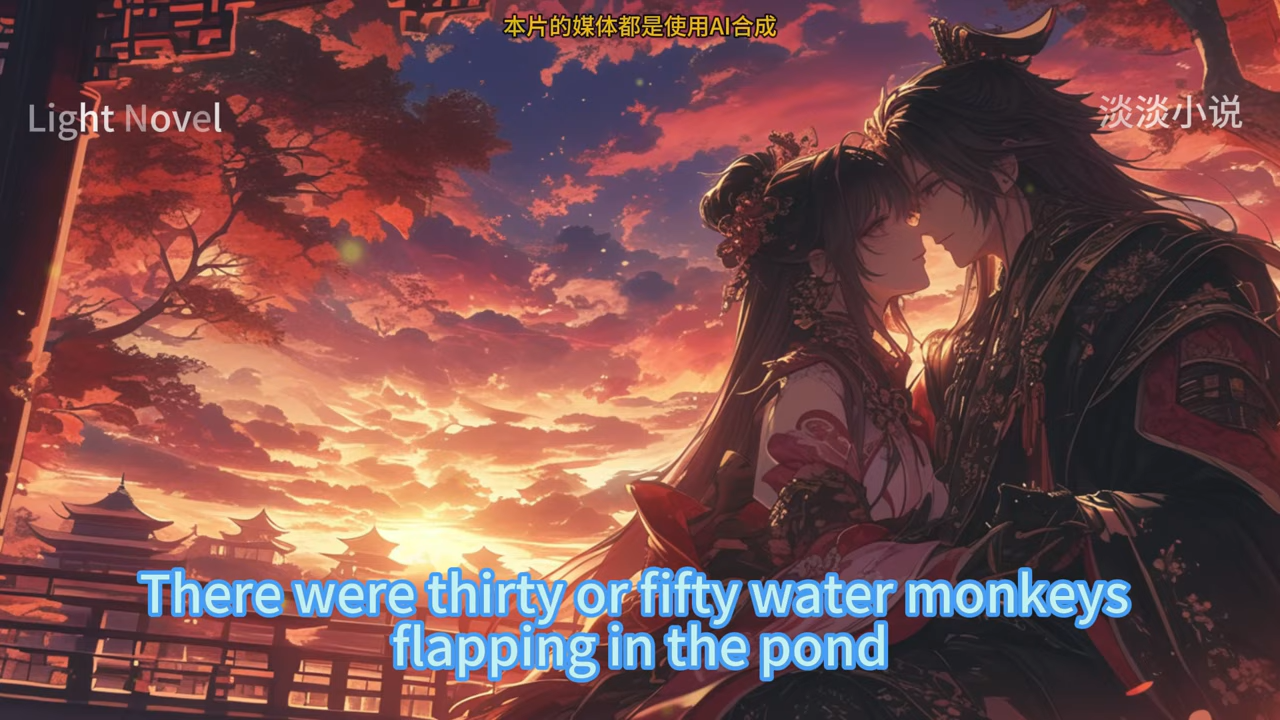 本片的媒体都是使用AI合成
Light Novel
淡淡小说
There were thirty or fifty water monkeys
flapping in the pond